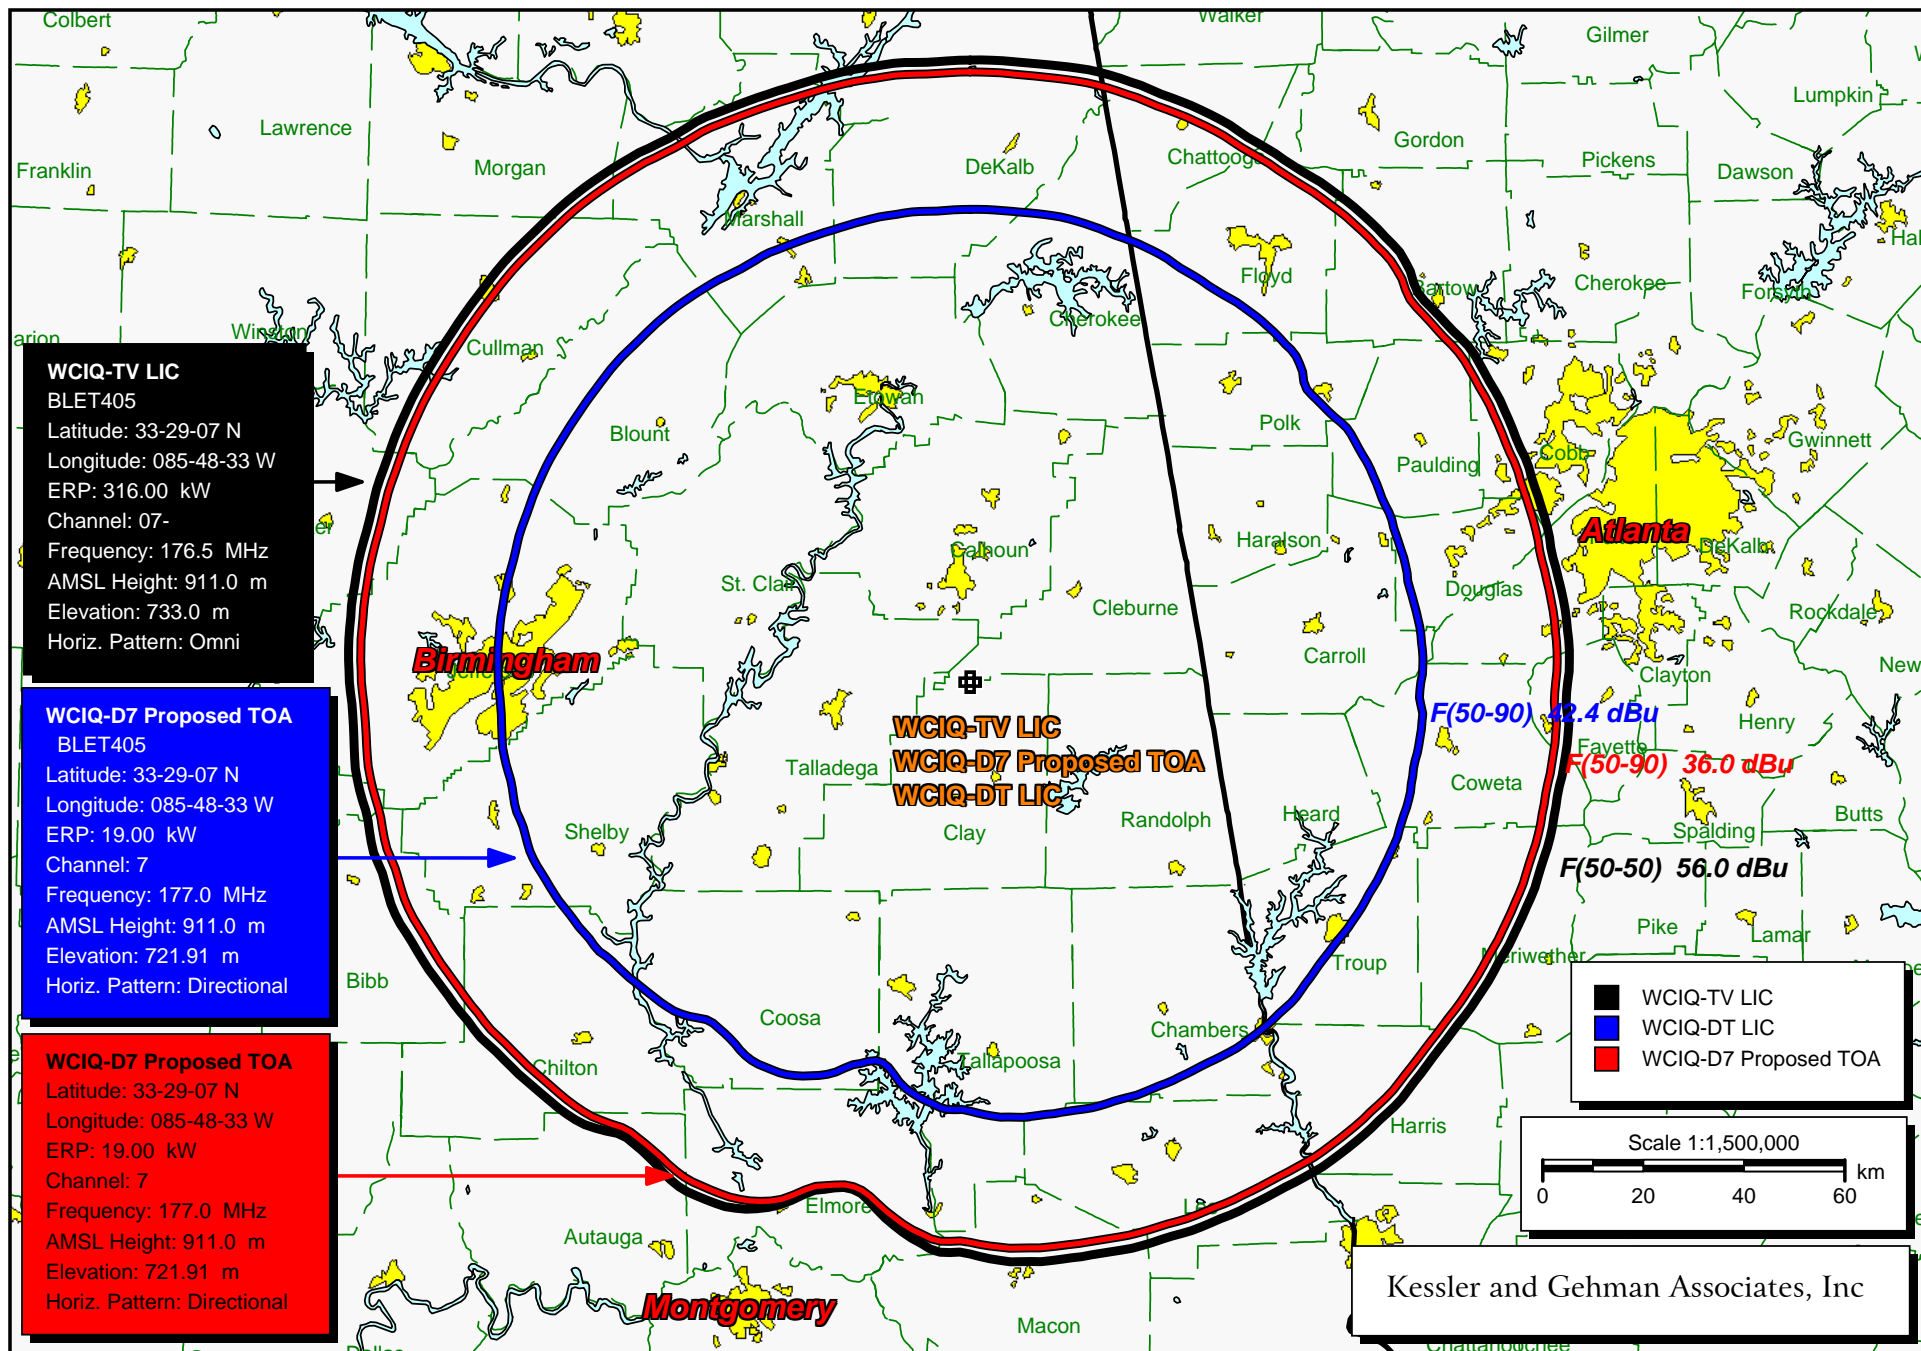 Colbert
Walker
Gilmer
Lumpkin
Lawrence
Gordon
Franklin
Morgan
DeKalb
Chattooga
Pickens
Dawson
Marshall
Hal
Floyd
Bartow
Cherokee
Forsyth
Winston
arion
Cullman
Cherokee
WCIQ-TV LIC
BLET405
Latitude: 33-29-07 N
Longitude: 085-48-33 W
ERP: 316.00 kW
Channel: 07-
Frequency: 176.5 MHz
AMSL Height: 911.0 m
Elevation: 733.0 m
Horiz. Pattern: Omni
Etowah
Blount
Polk
Paulding
Cobb
Gwinnett
er
Calhoun
Haralson
Atlanta
DeKalb
St. Clair
Cleburne
Douglas
Rockdale
Birmingham
Jefferson
Carroll
Clayton
New
WCIQ-D7 Proposed TOA
BLET405
Latitude: 33-29-07 N
Longitude: 085-48-33 W
ERP: 19.00 kW
Channel: 7
Frequency: 177.0 MHz
AMSL Height: 911.0 m
Elevation: 721.91 m
Horiz. Pattern: Directional
WCIQ-TV LIC
WCIQ-D7 Proposed TOA
WCIQ-DT LIC
F(50-90) 42.4 dBu
Henry
Fayette
F(50-90) 36.0 dBu
Talladega
Coweta
Shelby
Clay
Randolph
Heard
Spalding
Butts
F(50-50) 56.0 dBu
Pike
Lamar
Bibb
Troup
Meriwether
Coosa
Chambers
Chilton
Tallapoosa
WCIQ-TV LIC
WCIQ-DT LIC
WCIQ-D7 Proposed TOA
WCIQ-D7 Proposed TOA
Latitude: 33-29-07 N
Longitude: 085-48-33 W
ERP: 19.00 kW
Channel: 7
Frequency: 177.0 MHz
AMSL Height: 911.0 m
Elevation: 721.91 m
Horiz. Pattern: Directional
Harris
Scale 1:1,500,000
km
0 20 40 60
Elmore
Lee
Autauga
Montgomery
Macon
Kessler and Gehman Associates, Inc
Dallas
Chattahoochee